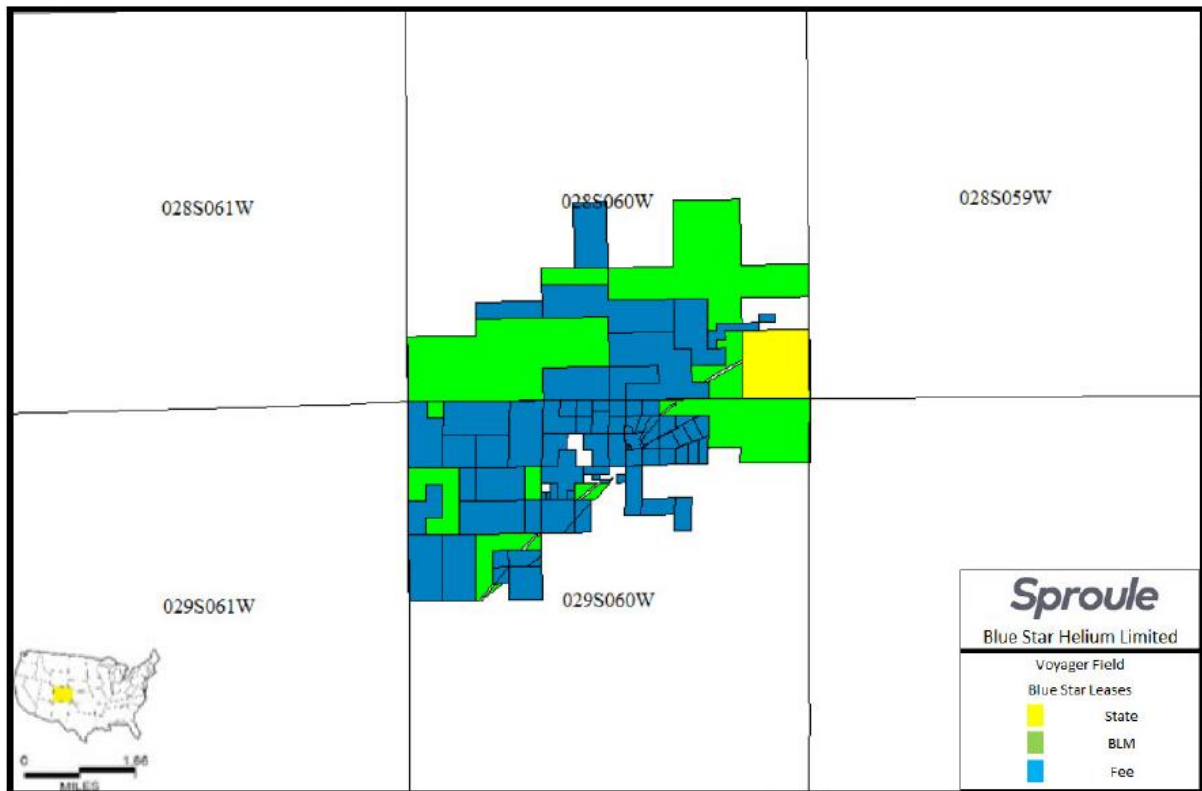 028S061W
028S060W
028S059W
029S061W
029S060W
0 1.66
MILES
Sproule
Blue Star Helium Limited
Voyager Field
Blue Star Leases
State
BLM
Fee